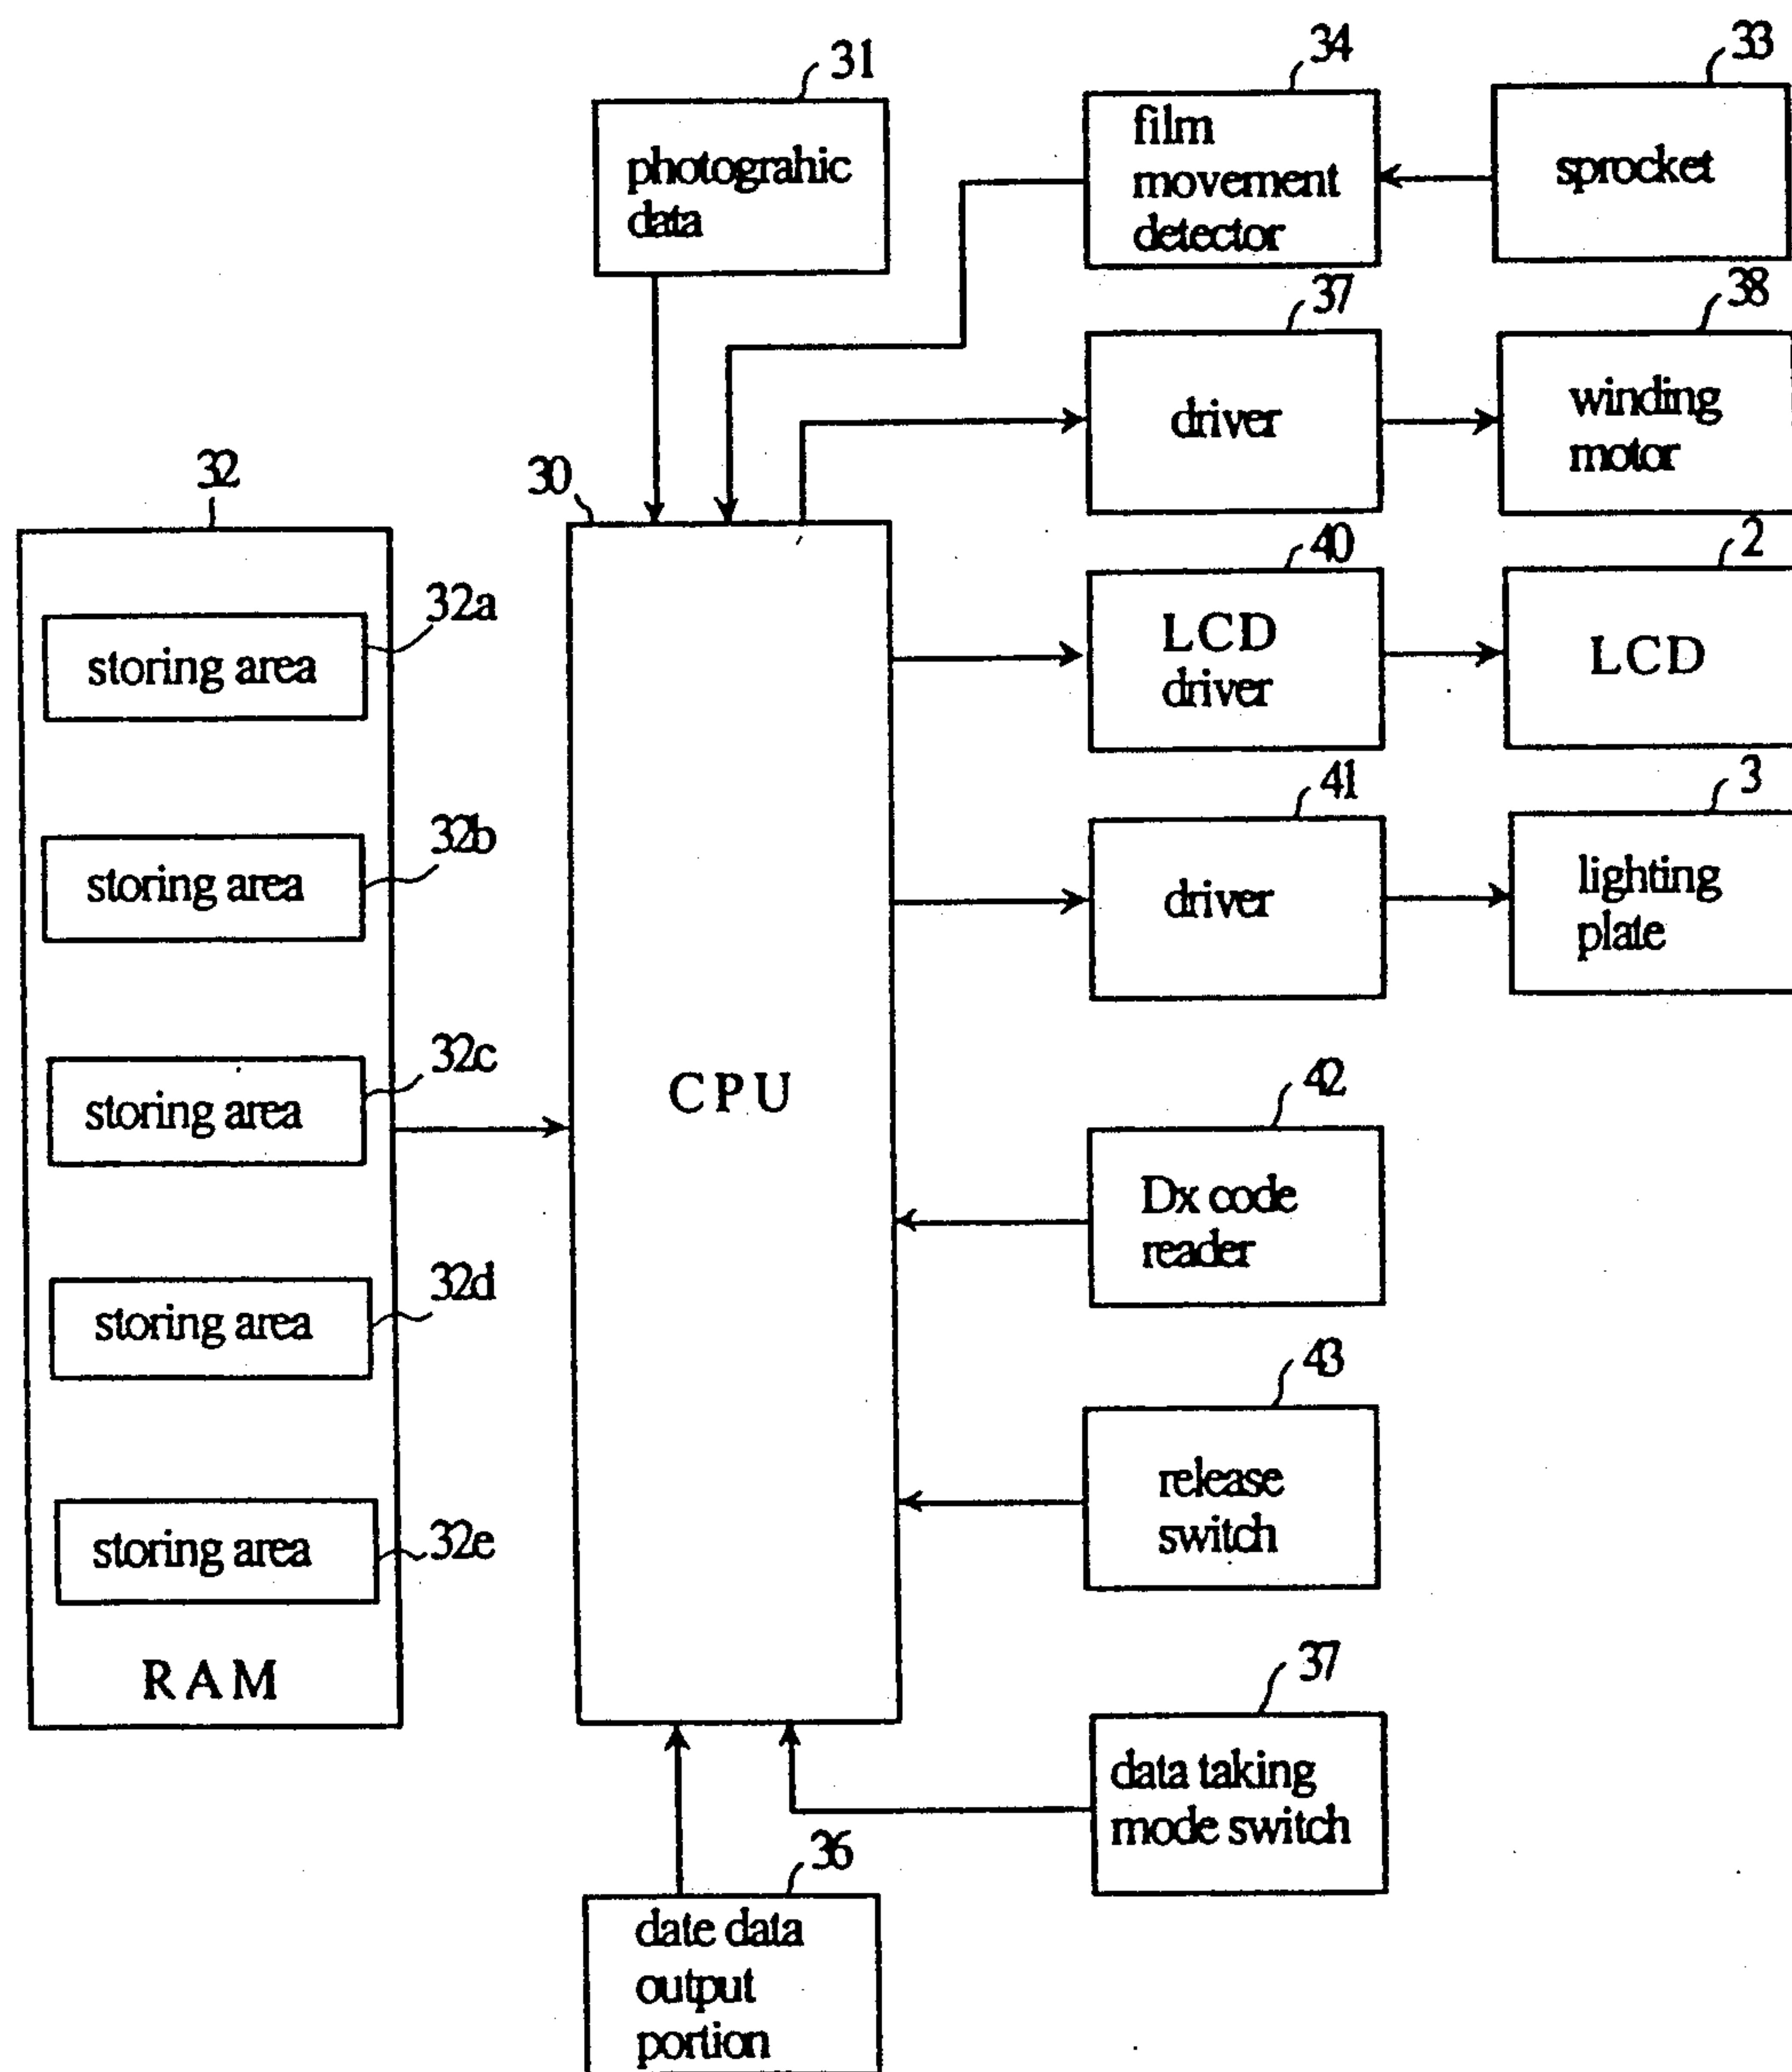 31
photograhic
data
34
film
movement
detector
33
sprocket
37
driver
38
winding
motor
32
30
32a
storing area
32b
storing area
32c
storing area
32d
storing area
32e
storing area
RAM
CPU
40
LCD
driver
2
LCD
41
driver
3
lighting
plate
42
Dx code
reader
43
release
switch
37
data taking
mode switch
36
date data
output
portion